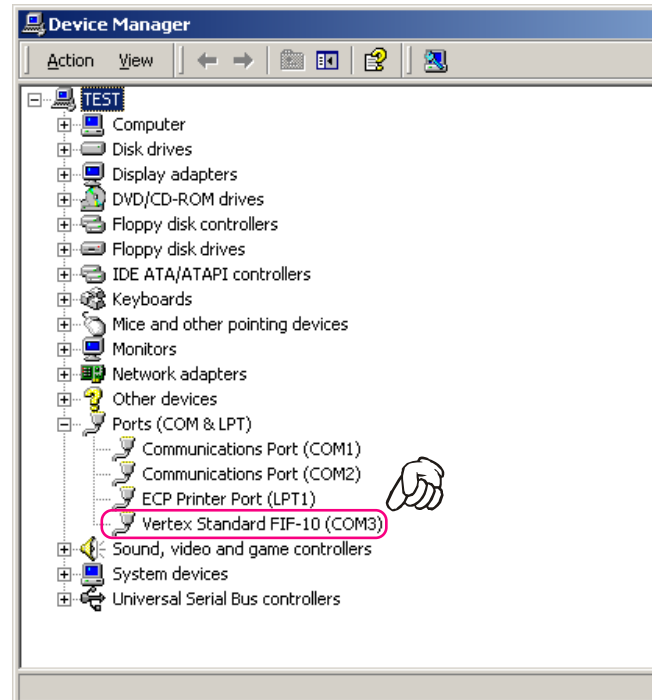 Device Manager
Action View
TEST
Computer
Disk drives
Display adapters
DVD/CD-ROM drives
Floppy disk controllers
Floppy disk drives
IDE ATA/ATAPI controllers
Keyboards
Mice and other pointing devices
Monitors
Network adapters
Other devices
Ports (COM & LPT)
Communications Port (COM1)
Communications Port (COM2)
ECP Printer Port (LPT1)
Vertex Standard FIF-10 (COM3)
Sound, video and game controllers
System devices
Universal Serial Bus controllers